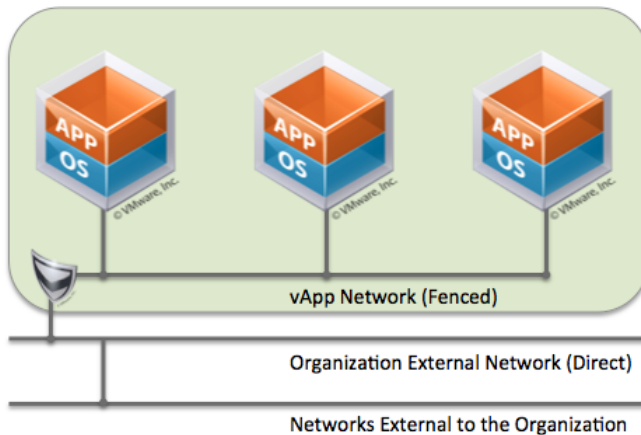 APP
OS
© VMware, Inc.
APP
OS
© VMware, Inc.
APP
OS
© VMware, Inc.
vApp Network (Fenced)
Organization External Network (Direct)
Networks External to the Organization